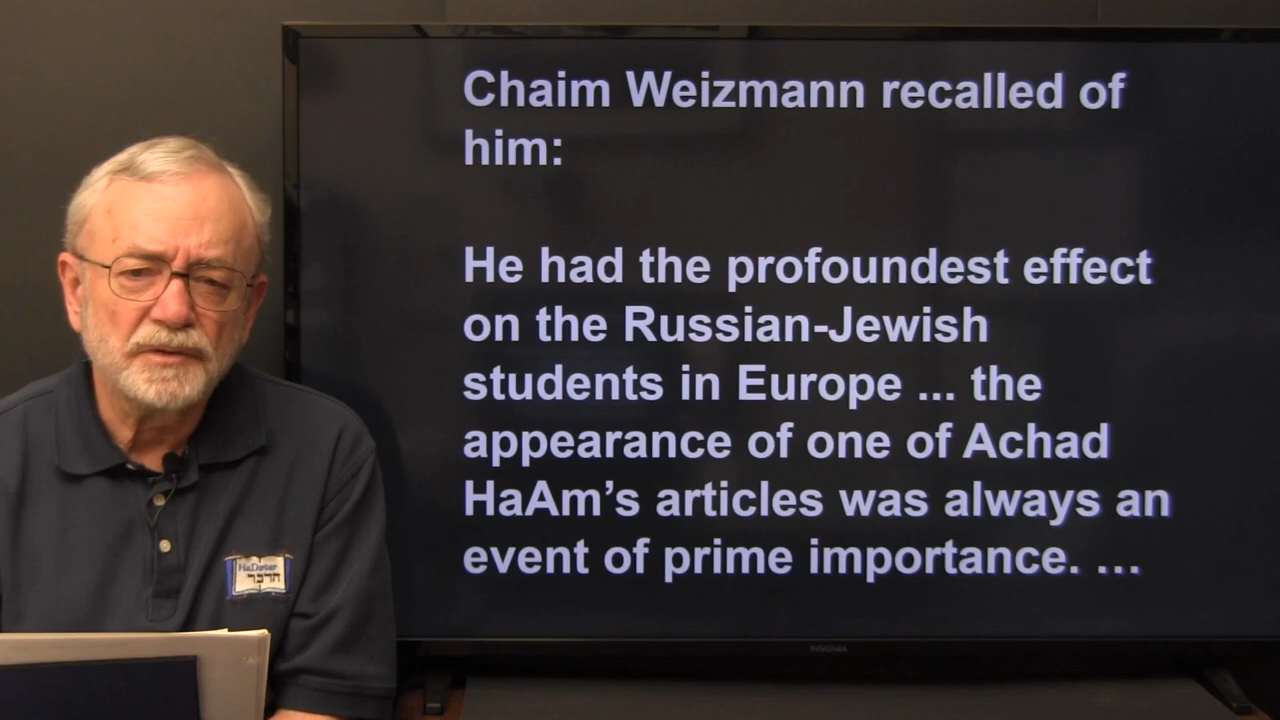 Chaim Weizmann recalled of
him:
He had the profoundest effect
on the Russian-Jewish
students in Europe ... the
appearance of one of Achad
HaAm’s articles was always an
event of prime importance. ...
HaDavar
הדבר
INSIGNIA